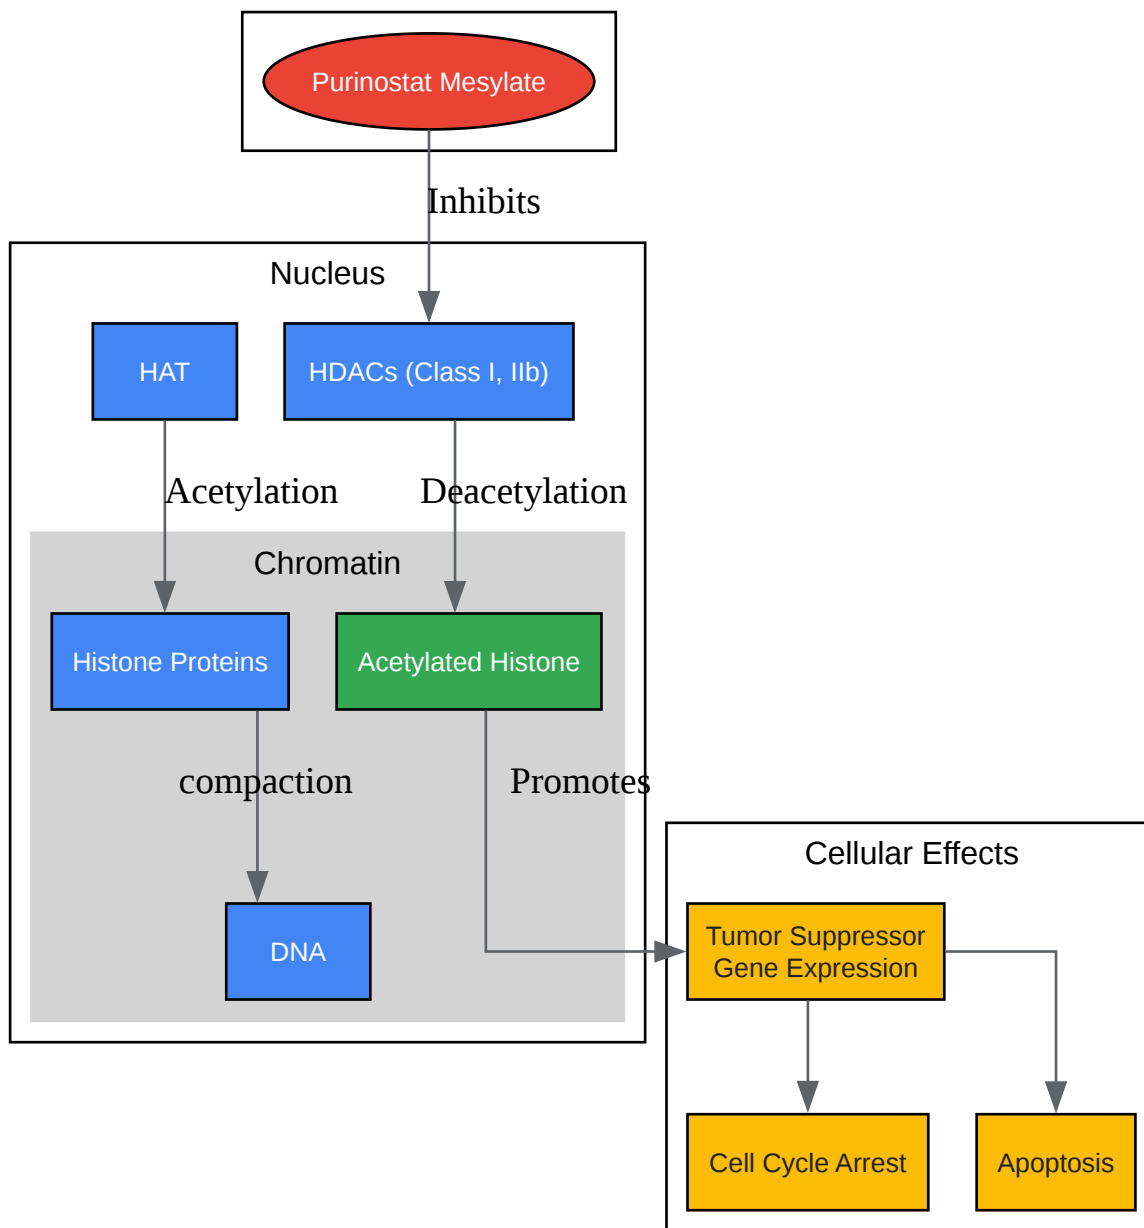 Purinostat Mesylate
Inhibits
Nucleus
HAT
HDACs (Class I, IIb)
Acetylation
Deacetylation
Chromatin
Histone Proteins
Acetylated Histone
compaction
Promotes
Cellular Effects
DNA
Tumor Suppressor
Gene Expression
Cell Cycle Arrest
Apoptosis